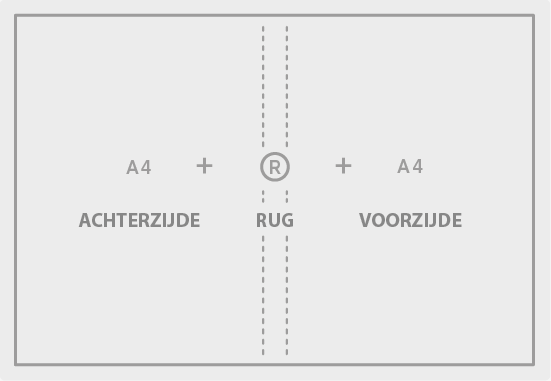 A4 + R + A4
ACHTERZIJDE RUG VOORZIJDE